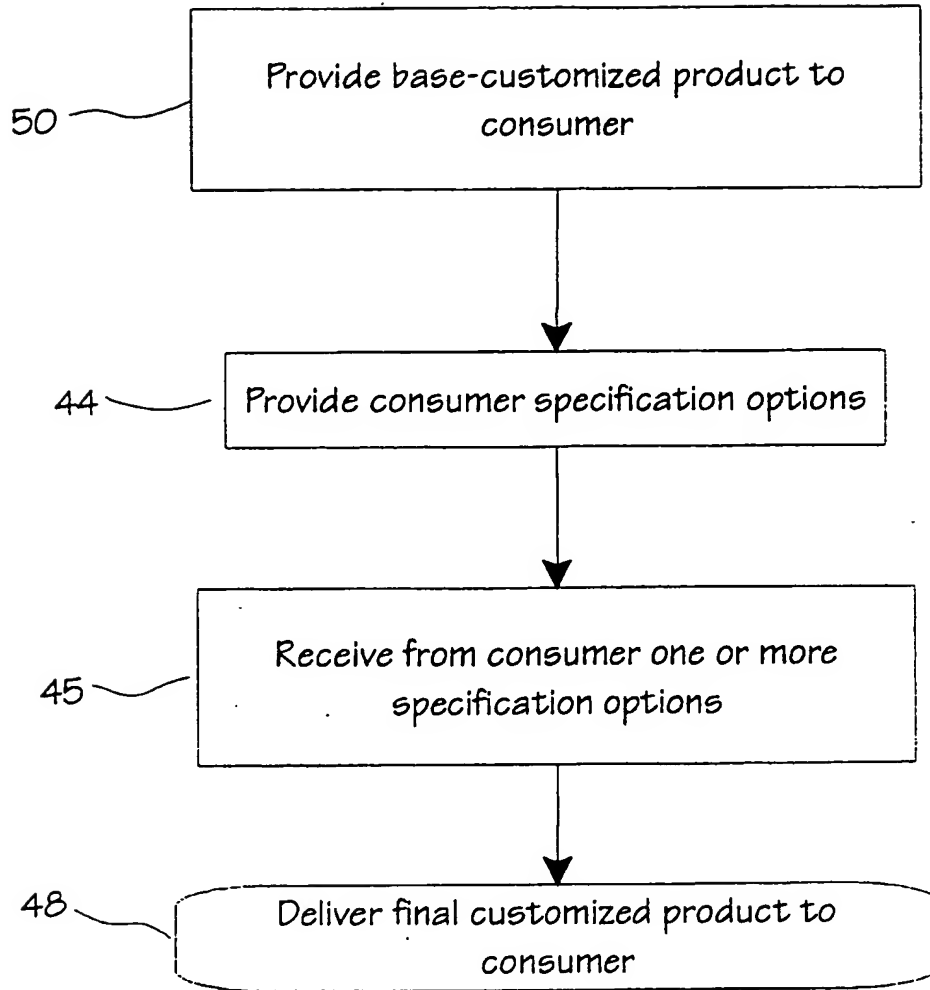 Provide base-customized product to
consumer
50
Provide consumer specification options
44
Receive from consumer one or more
specification options
45
Deliver final customized product to
consumer
48